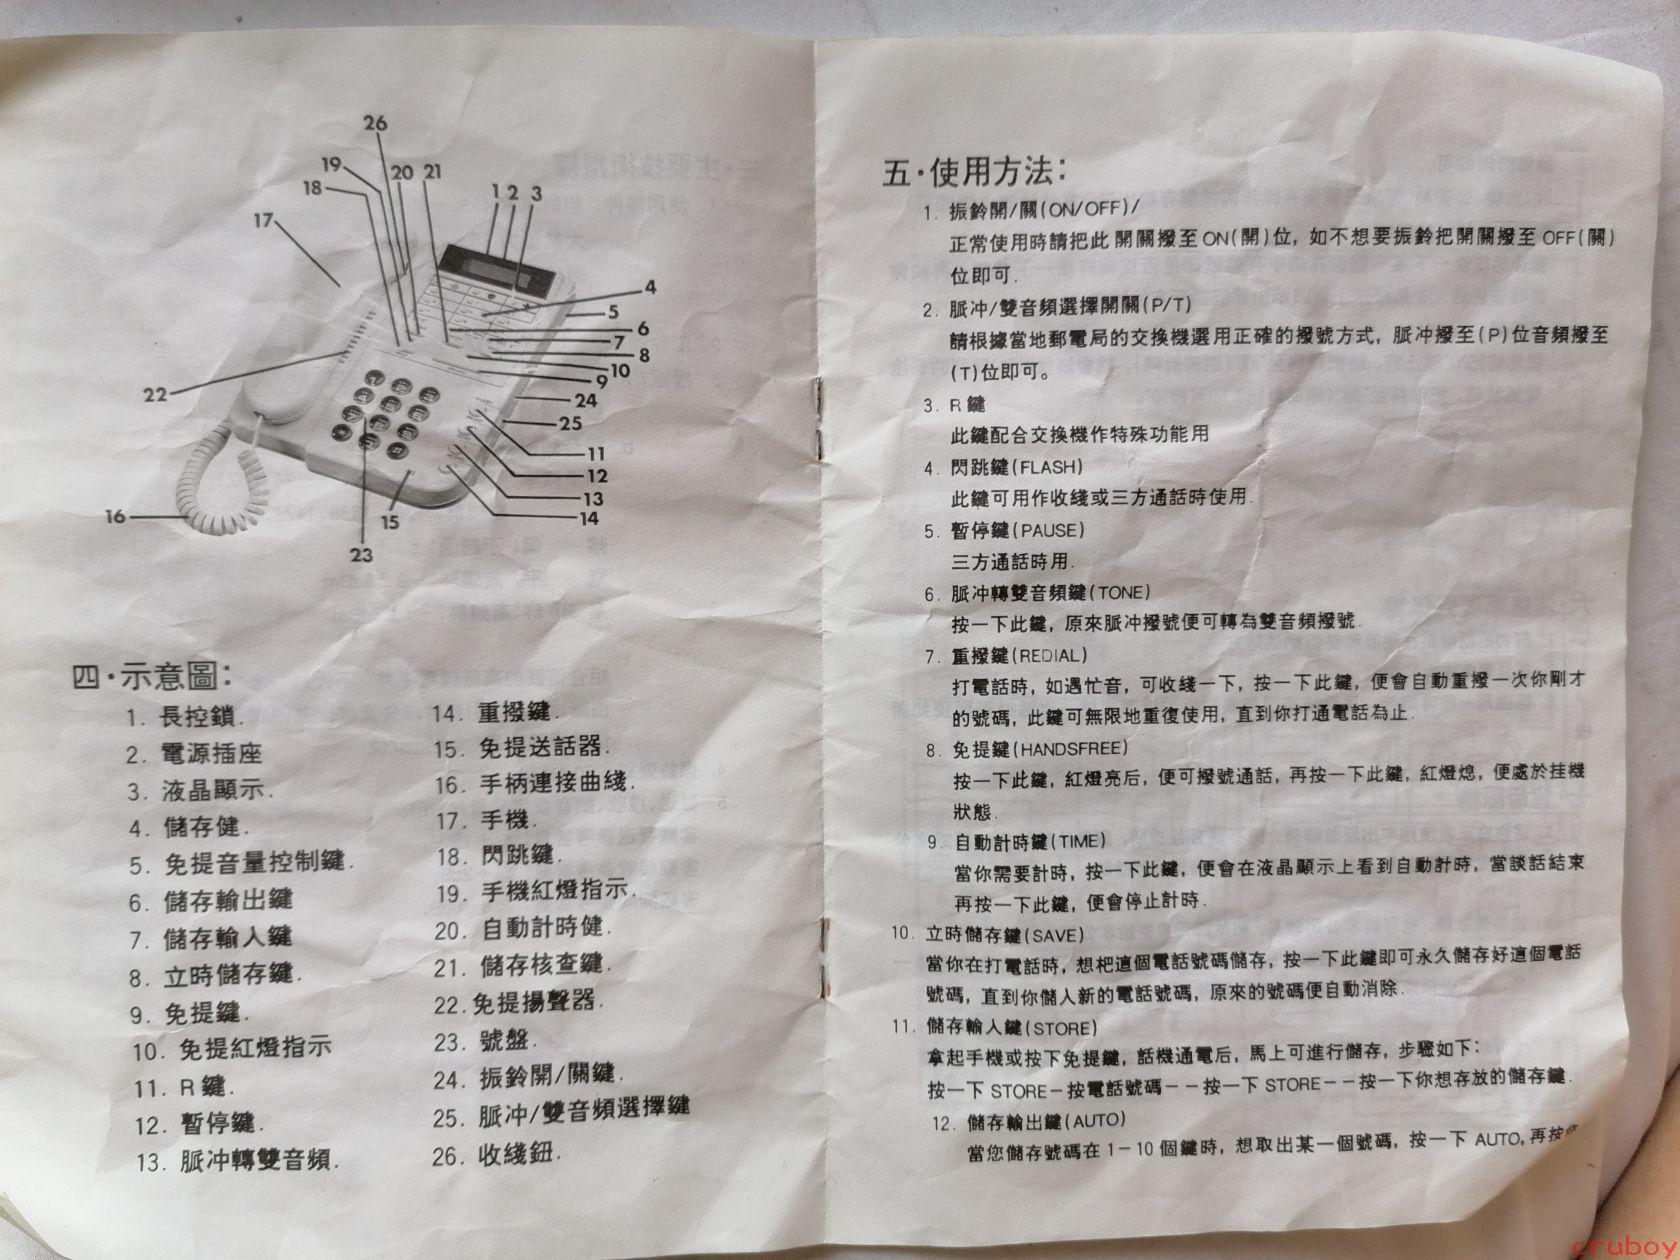 26
19
20 21
18
1 2 3
17
4
5
6
7
8
10
9
22
24
25
11
12
13
14
16
15
23
四·示意圖：
1. 長控鎖.
2. 電源插座
3. 液晶顯示.
4. 儲存健.
5. 免提音量控制鍵.
6. 儲存輸出鍵
7. 儲存輸入鍵
8. 立時儲存鍵.
9. 免提鍵.
10. 免提紅燈指示
11. R 鍵.
12. 暫停鍵.
13. 脈冲轉雙音頻.
14. 重撥鍵.
15. 免提送話器.
16. 手柄連接曲綫.
17. 手機.
18. 閃跳鍵.
19. 手機紅燈指示.
20. 自動計時健.
21. 儲存核查鍵.
22. 免提揚聲器.
23. 號盤.
24. 振鈴開/關鍵.
25. 脈冲/雙音頻選擇鍵
26. 收綫鈕.
五·使用方法：
1. 振鈴開/關(ON/OFF)/
正常使用時請把此開關撥至ON(開)位，如不想要振鈴把開關撥至OFF(關)
位即可.
2. 脈冲/雙音頻選擇開關(P/T)
請根據當地郵電局的交換機選用正確的撥號方式，脈冲撥至(P)位音頻撥至
(T)位即可。
3. R 鍵
此鍵配合交換機作特殊功能用
4. 閃跳鍵(FLASH)
此鍵可用作收綫或三方通話時使用.
5. 暫停鍵(PAUSE)
三方通話時用.
6. 脈冲轉雙音頻鍵(TONE)
按一下此鍵，原來脈冲撥號便可轉為雙音頻撥號.
7. 重撥鍵(REDIAL)
打電話時，如遇忙音，可收綫一下，按一下此鍵，便會自動重撥一次你剛才
的號碼，此鍵可無限地重復使用，直到你打通電話為止.
8. 免提鍵(HANDSFREE)
按一下此鍵，紅燈亮后，便可撥號通話，再按一下此鍵，紅燈熄，便處於挂機
狀態.
9. 自動計時鍵(TIME)
當你需要計時，按一下此鍵，便會在液晶顯示上看到自動計時，當談話結束
再按一下此鍵，便會停止計時.
10. 立時儲存鍵(SAVE)
當你在打電話時，想杷這個電話號碼儲存，按一下此鍵即可永久儲存好這個電話
號碼，直到你儲入新的電話號碼，原來的號碼便自動消除.
11. 儲存輸入鍵(STORE)
拿起手機或按下免提鍵，話機通電后，馬上可進行儲存，步驟如下：
按一下 STORE－按電話號碼－－按一下 STORE－－按一下你想存放的儲存鍵.
12. 儲存輸出鍵(AUTO)
當您儲存號碼在 1－10 個鍵時，想取出某一個號碼，按一下 AUTO,再按
cruboy